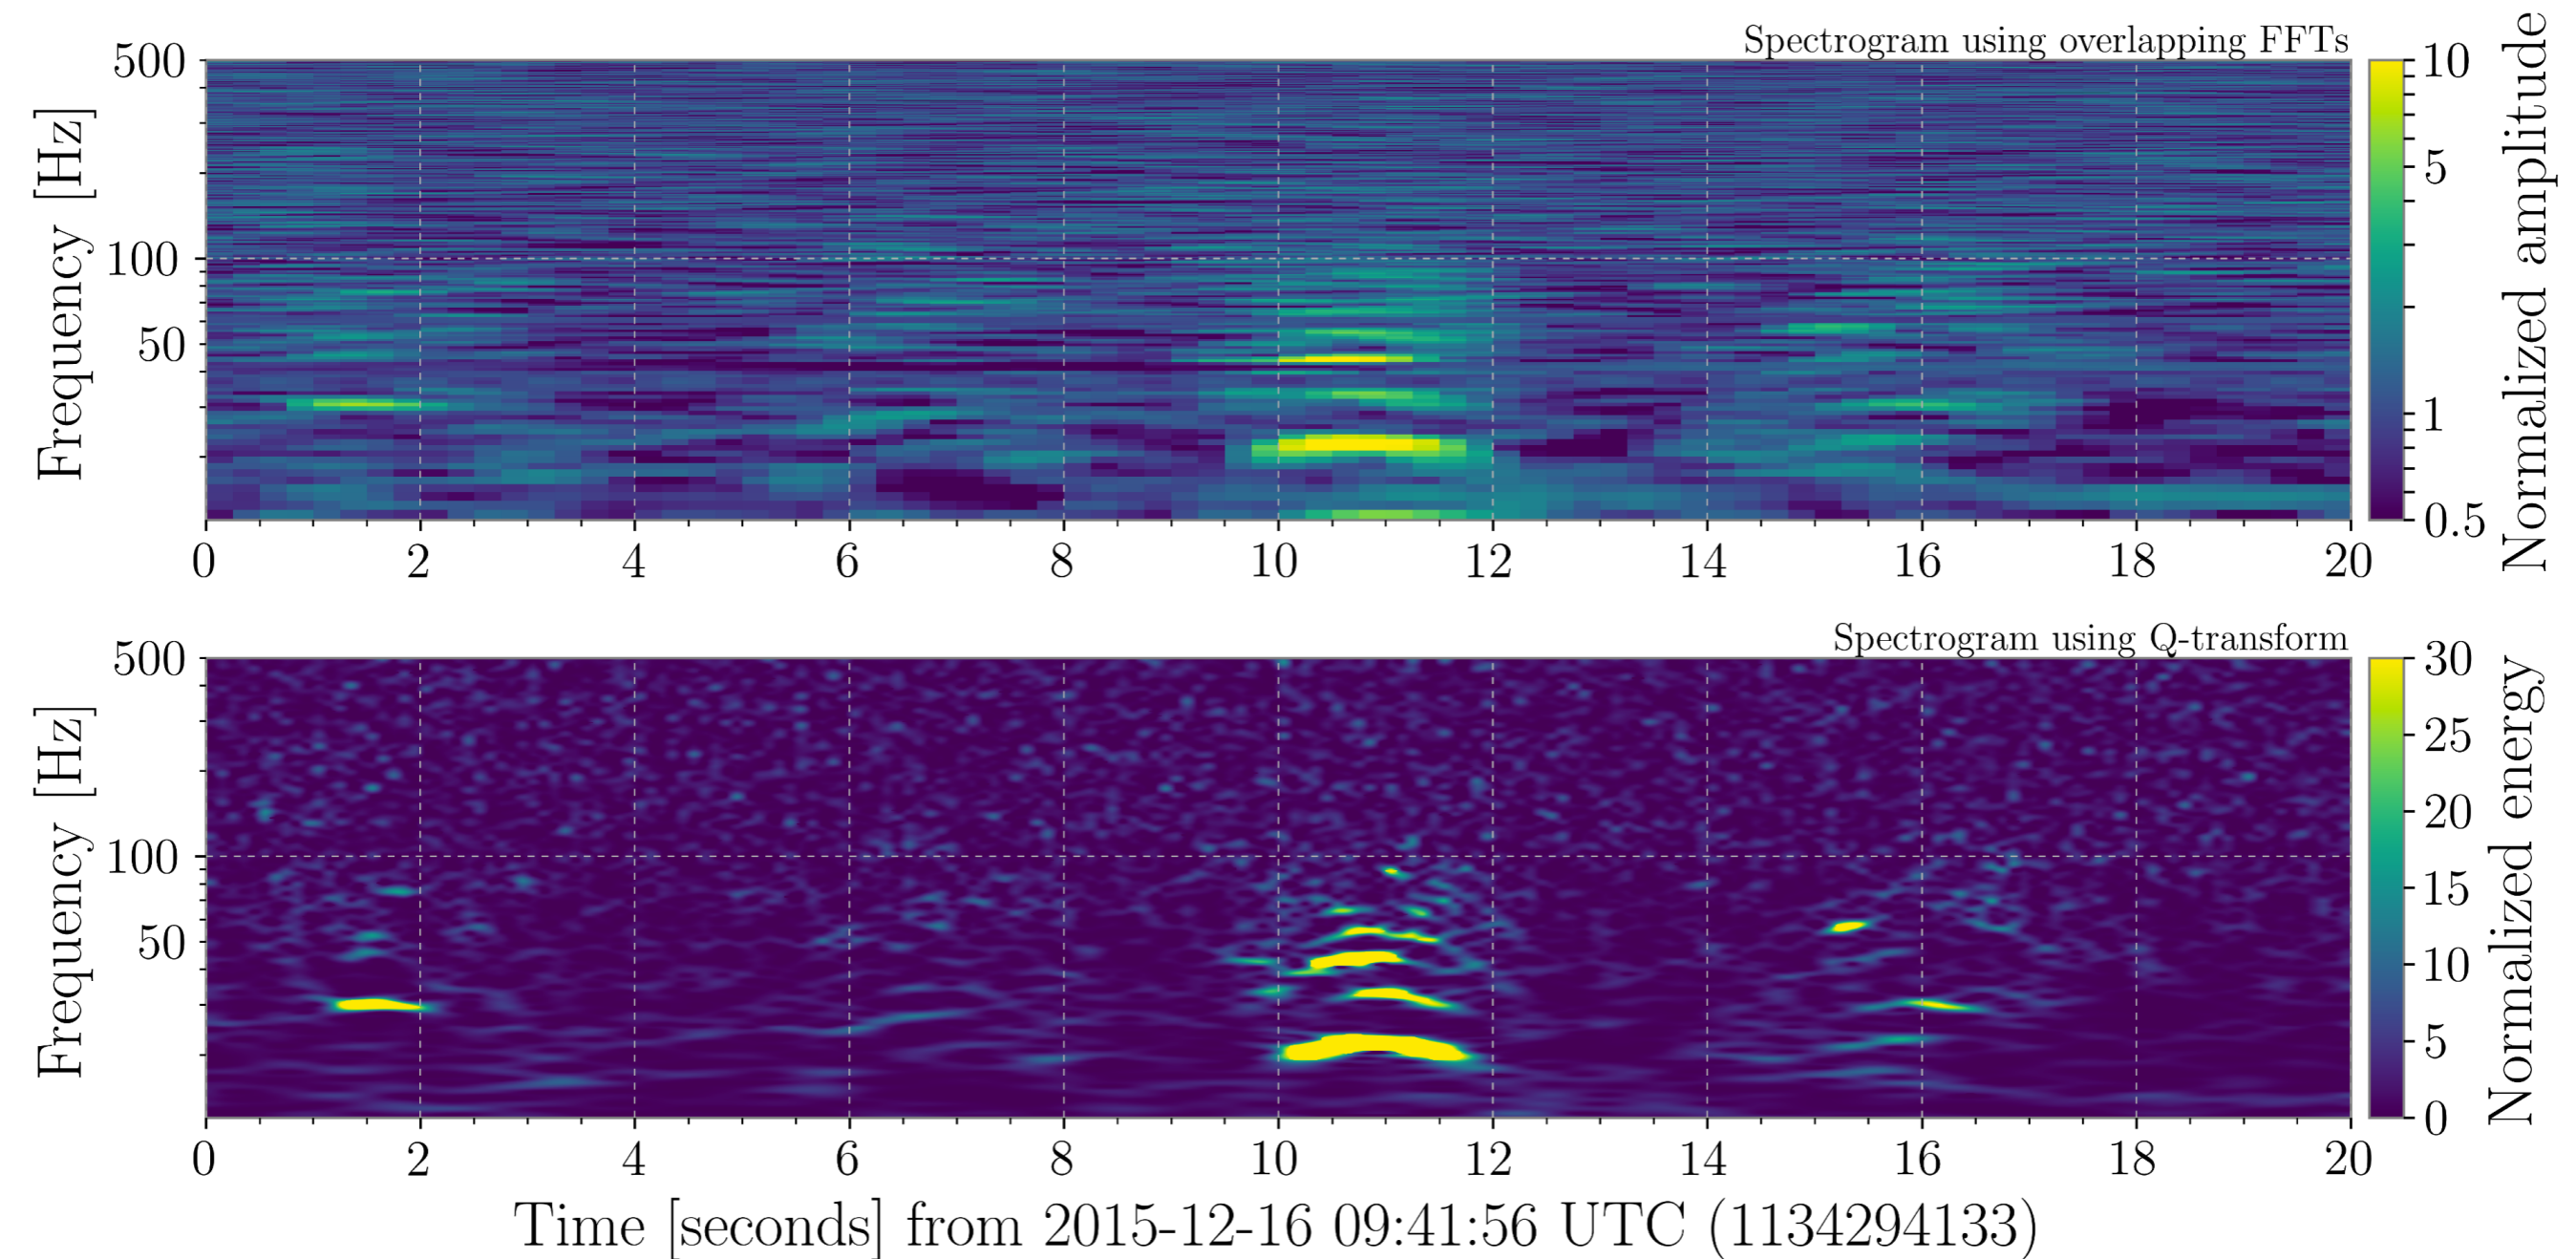 Spectrogram using overlapping FFTs
500
100
50
Frequency [Hz]
0 2 4 6 8 10 12 14 16 18 20
10
5
1
0.5
Normalized amplitude
Spectrogram using Q-transform
500
100
50
Frequency [Hz]
0 2 4 6 8 10 12 14 16 18 20
30
25
20
15
10
5
0
Normalized energy
Time [seconds] from 2015-12-16 09:41:56 UTC (1134294133)